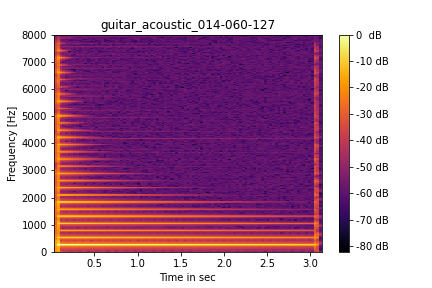 guitar_acoustic_014-060-127
8000
7000
6000
5000
4000
3000
2000
1000
0
Frequency [Hz]
0.5 1.0 1.5 2.0 2.5 3.0
Time in sec
0 dB
-10 dB
-20 dB
-30 dB
-40 dB
-50 dB
-60 dB
-70 dB
-80 dB